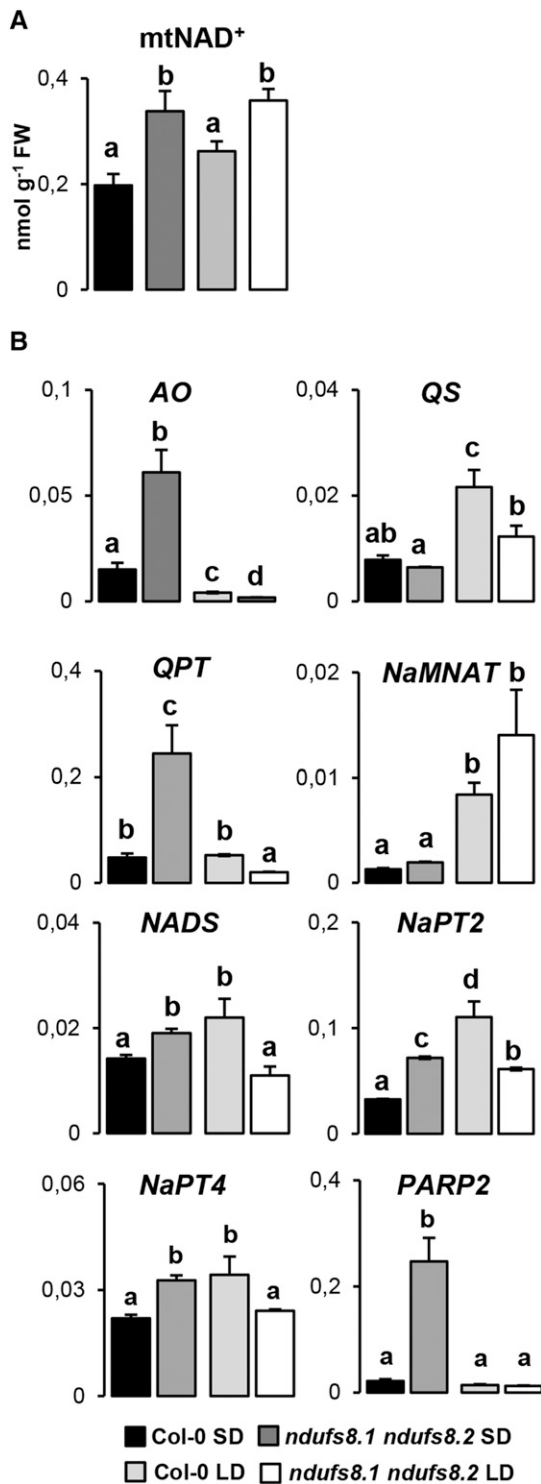 A
mtNAD⁺
nmol g⁻¹ FW
0,4
0,2
0
a
b
a
b
B
AO
0,1
0,05
0
a
b
c
d
QS
0,04
0,02
0
ab
a
c
b
QPT
0,4
0,2
0
b
c
b
a
NaMNAT
0,02
0,01
0
a
a
b
b
NADS
0,04
0,02
0
a
b
b
a
NaPT2
0,2
0,1
0
a
c
d
b
NaPT4
0,06
0,03
0
a
b
b
a
PARP2
0,4
0,2
0
a
b
a
a
Col-0 SD ndufs8.1 ndufs8.2 SD
Col-0 LD ndufs8.1 ndufs8.2 LD